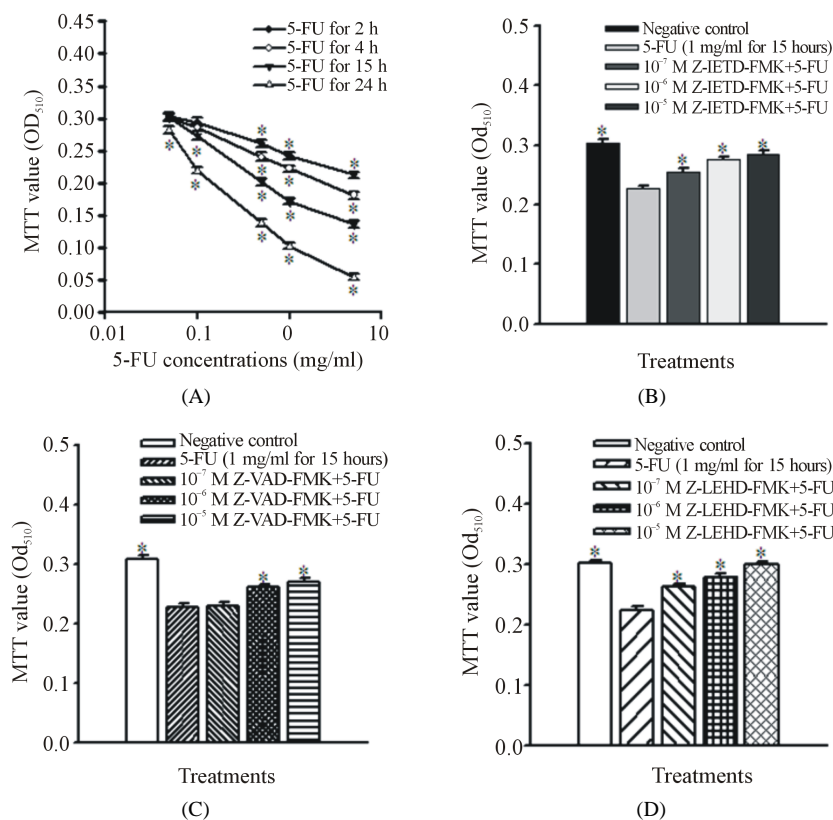 5-FU for 2 h
5-FU for 4 h
5-FU for 15 h
5-FU for 24 h
MTT value (OD510)
0.45
0.40
0.35
0.30
0.25
0.20
0.15
0.10
0.05
0.00
* * * * * * * * * * * * * * *
0.01 0.1 0 10
5-FU concentrations (mg/ml)
(A)
Negative control
5-FU (1 mg/ml for 15 hours)
10⁻⁷ M Z-IETD-FMK+5-FU
10⁻⁶ M Z-IETD-FMK+5-FU
10⁻⁵ M Z-IETD-FMK+5-FU
MTT value (Od510)
0.5
0.4
0.3
0.2
0.1
0.0
* * * *
Treatments
(B)
Negative control
5-FU (1 mg/ml for 15 hours)
10⁻⁷ M Z-VAD-FMK+5-FU
10⁻⁶ M Z-VAD-FMK+5-FU
10⁻⁵ M Z-VAD-FMK+5-FU
MTT value (Od510)
0.5
0.4
0.3
0.2
0.1
0.0
* * *
Treatments
(C)
Negative control
5-FU (1 mg/ml for 15 hours)
10⁻⁷ M Z-LEHD-FMK+5-FU
10⁻⁶ M Z-LEHD-FMK+5-FU
10⁻⁵ M Z-LEHD-FMK+5-FU
MTT value (Od510)
0.5
0.4
0.3
0.2
0.1
0.0
* * * *
Treatments
(D)